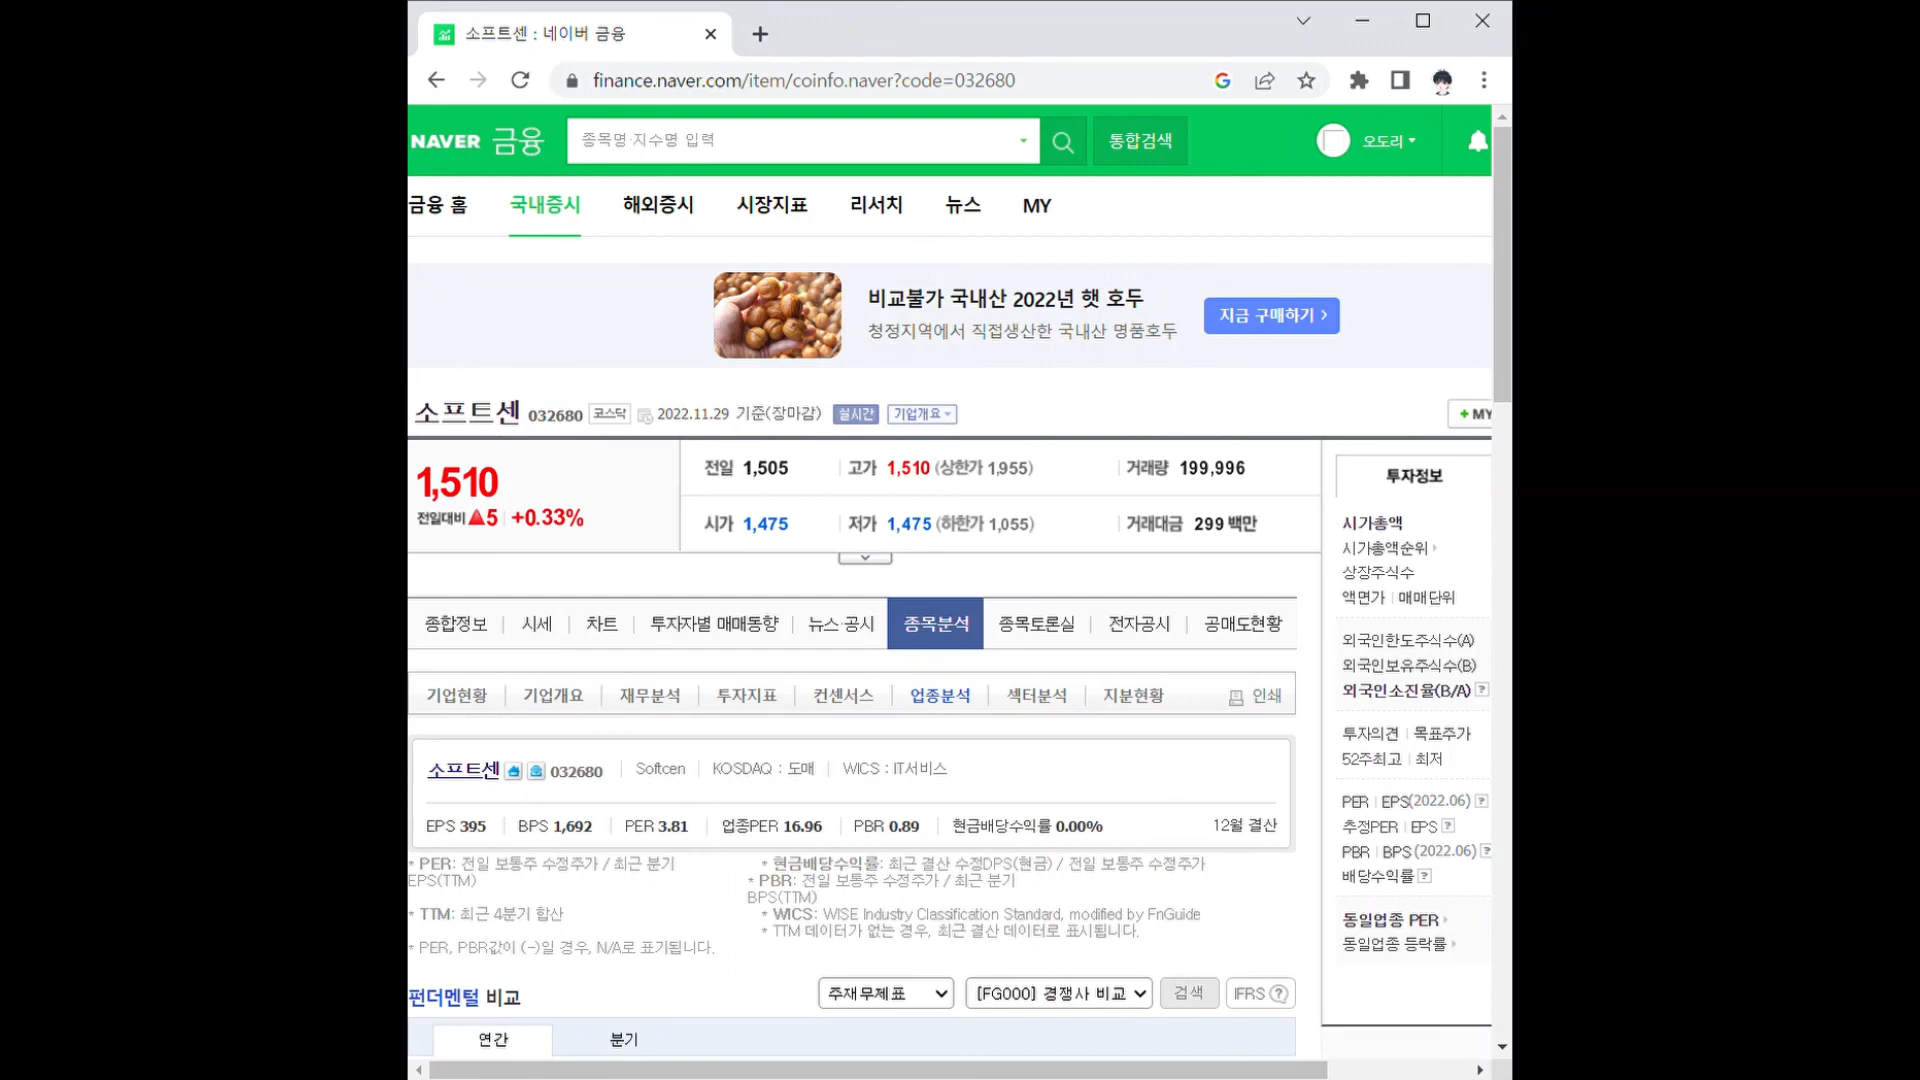 소프트센 : 네이버 금융
finance.naver.com/item/coinfo.naver?code=032680
NAVER 금융 종목명·지수명 입력 통합검색 오도리
금융 홈 국내증시 해외증시 시장지표 리서치 뉴스 MY
비교불가 국내산 2022년 햇 호두
청정지역에서 직접생산한 국내산 명품호두
지금 구매하기 >
소프트센 032680 코스닥 2022.11.29 기준(장마감) 실시간 기업개요 + MY
1,510
전일대비 ▲5 +0.33%
전일 1,505 고가 1,510 (상한가 1,955) 거래량 199,996
시가 1,475 저가 1,475 (하한가 1,055) 거래대금 299 백만
종합정보 시세 차트 투자자별 매매동향 뉴스·공시 종목분석 종목토론실 전자공시 공매도현황
기업현황 기업개요 재무분석 투자지표 컨센서스 업종분석 섹터분석 지분현황 인쇄
소프트센 032680 Softcen KOSDAQ : 도매 WICS : IT서비스
EPS 395 BPS 1,692 PER 3.81 업종PER 16.96 PBR 0.89 현금배당수익률 0.00% 12월 결산
* PER: 전일 보통주 수정주가 / 최근 분기
EPS(TTM)
* TTM: 최근 4분기 합산
* PER, PBR값이 (-)일 경우, N/A로 표기됩니다.
* 현금배당수익률: 최근 결산 수정DPS(현금) / 전일 보통주 수정주가
* PBR: 전일 보통주 수정주가 / 최근 분기
BPS(TTM)
* WICS: WISE Industry Classification Standard, modified by FnGuide
* TTM 데이터가 없는 경우, 최근 결산 데이터로 표시됩니다.
펀더멘털 비교 주재무제표 [FG000] 경쟁사 비교 검색 IFRS ?
연간 분기
투자정보
시가총액
시가총액순위
상장주식수
액면가 매매단위
외국인한도주식수(A)
외국인보유주식수(B)
외국인소진율(B/A) ?
투자의견 목표주가
52주최고 최저
PER EPS(2022.06) ?
추정PER EPS ?
PBR BPS (2022.06) ?
배당수익률 ?
동일업종 PER
동일업종 등락률